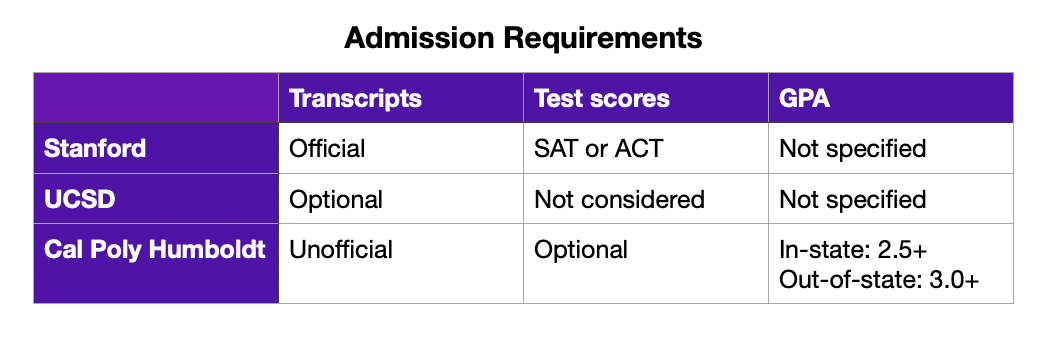 Admission Requirements
Transcripts Test scores GPA
Stanford Official SAT or ACT Not specified
UCSD Optional Not considered Not specified
Cal Poly Humboldt Unofficial Optional In-state: 2.5+
Out-of-state: 3.0+